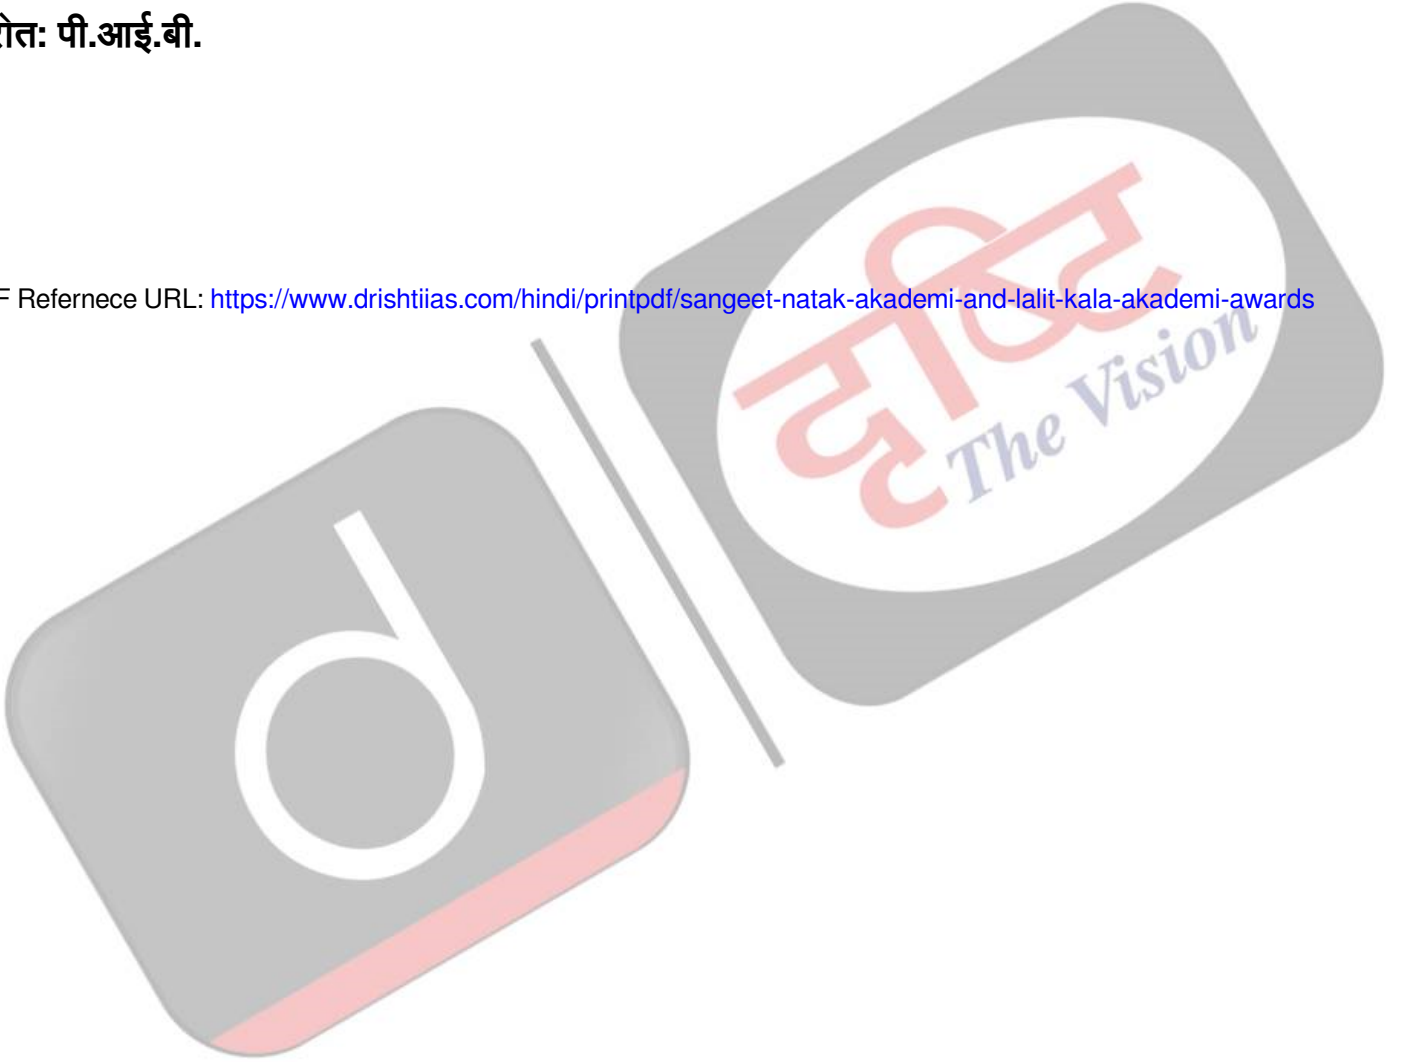 रोत: पी.आई.बी.
F Refernece URL: https://www.drishtiias.com/hindi/printpdf/sangeet-natak-akademi-and-lalit-kala-akademi-awards
दृष्टि
The Vision
d